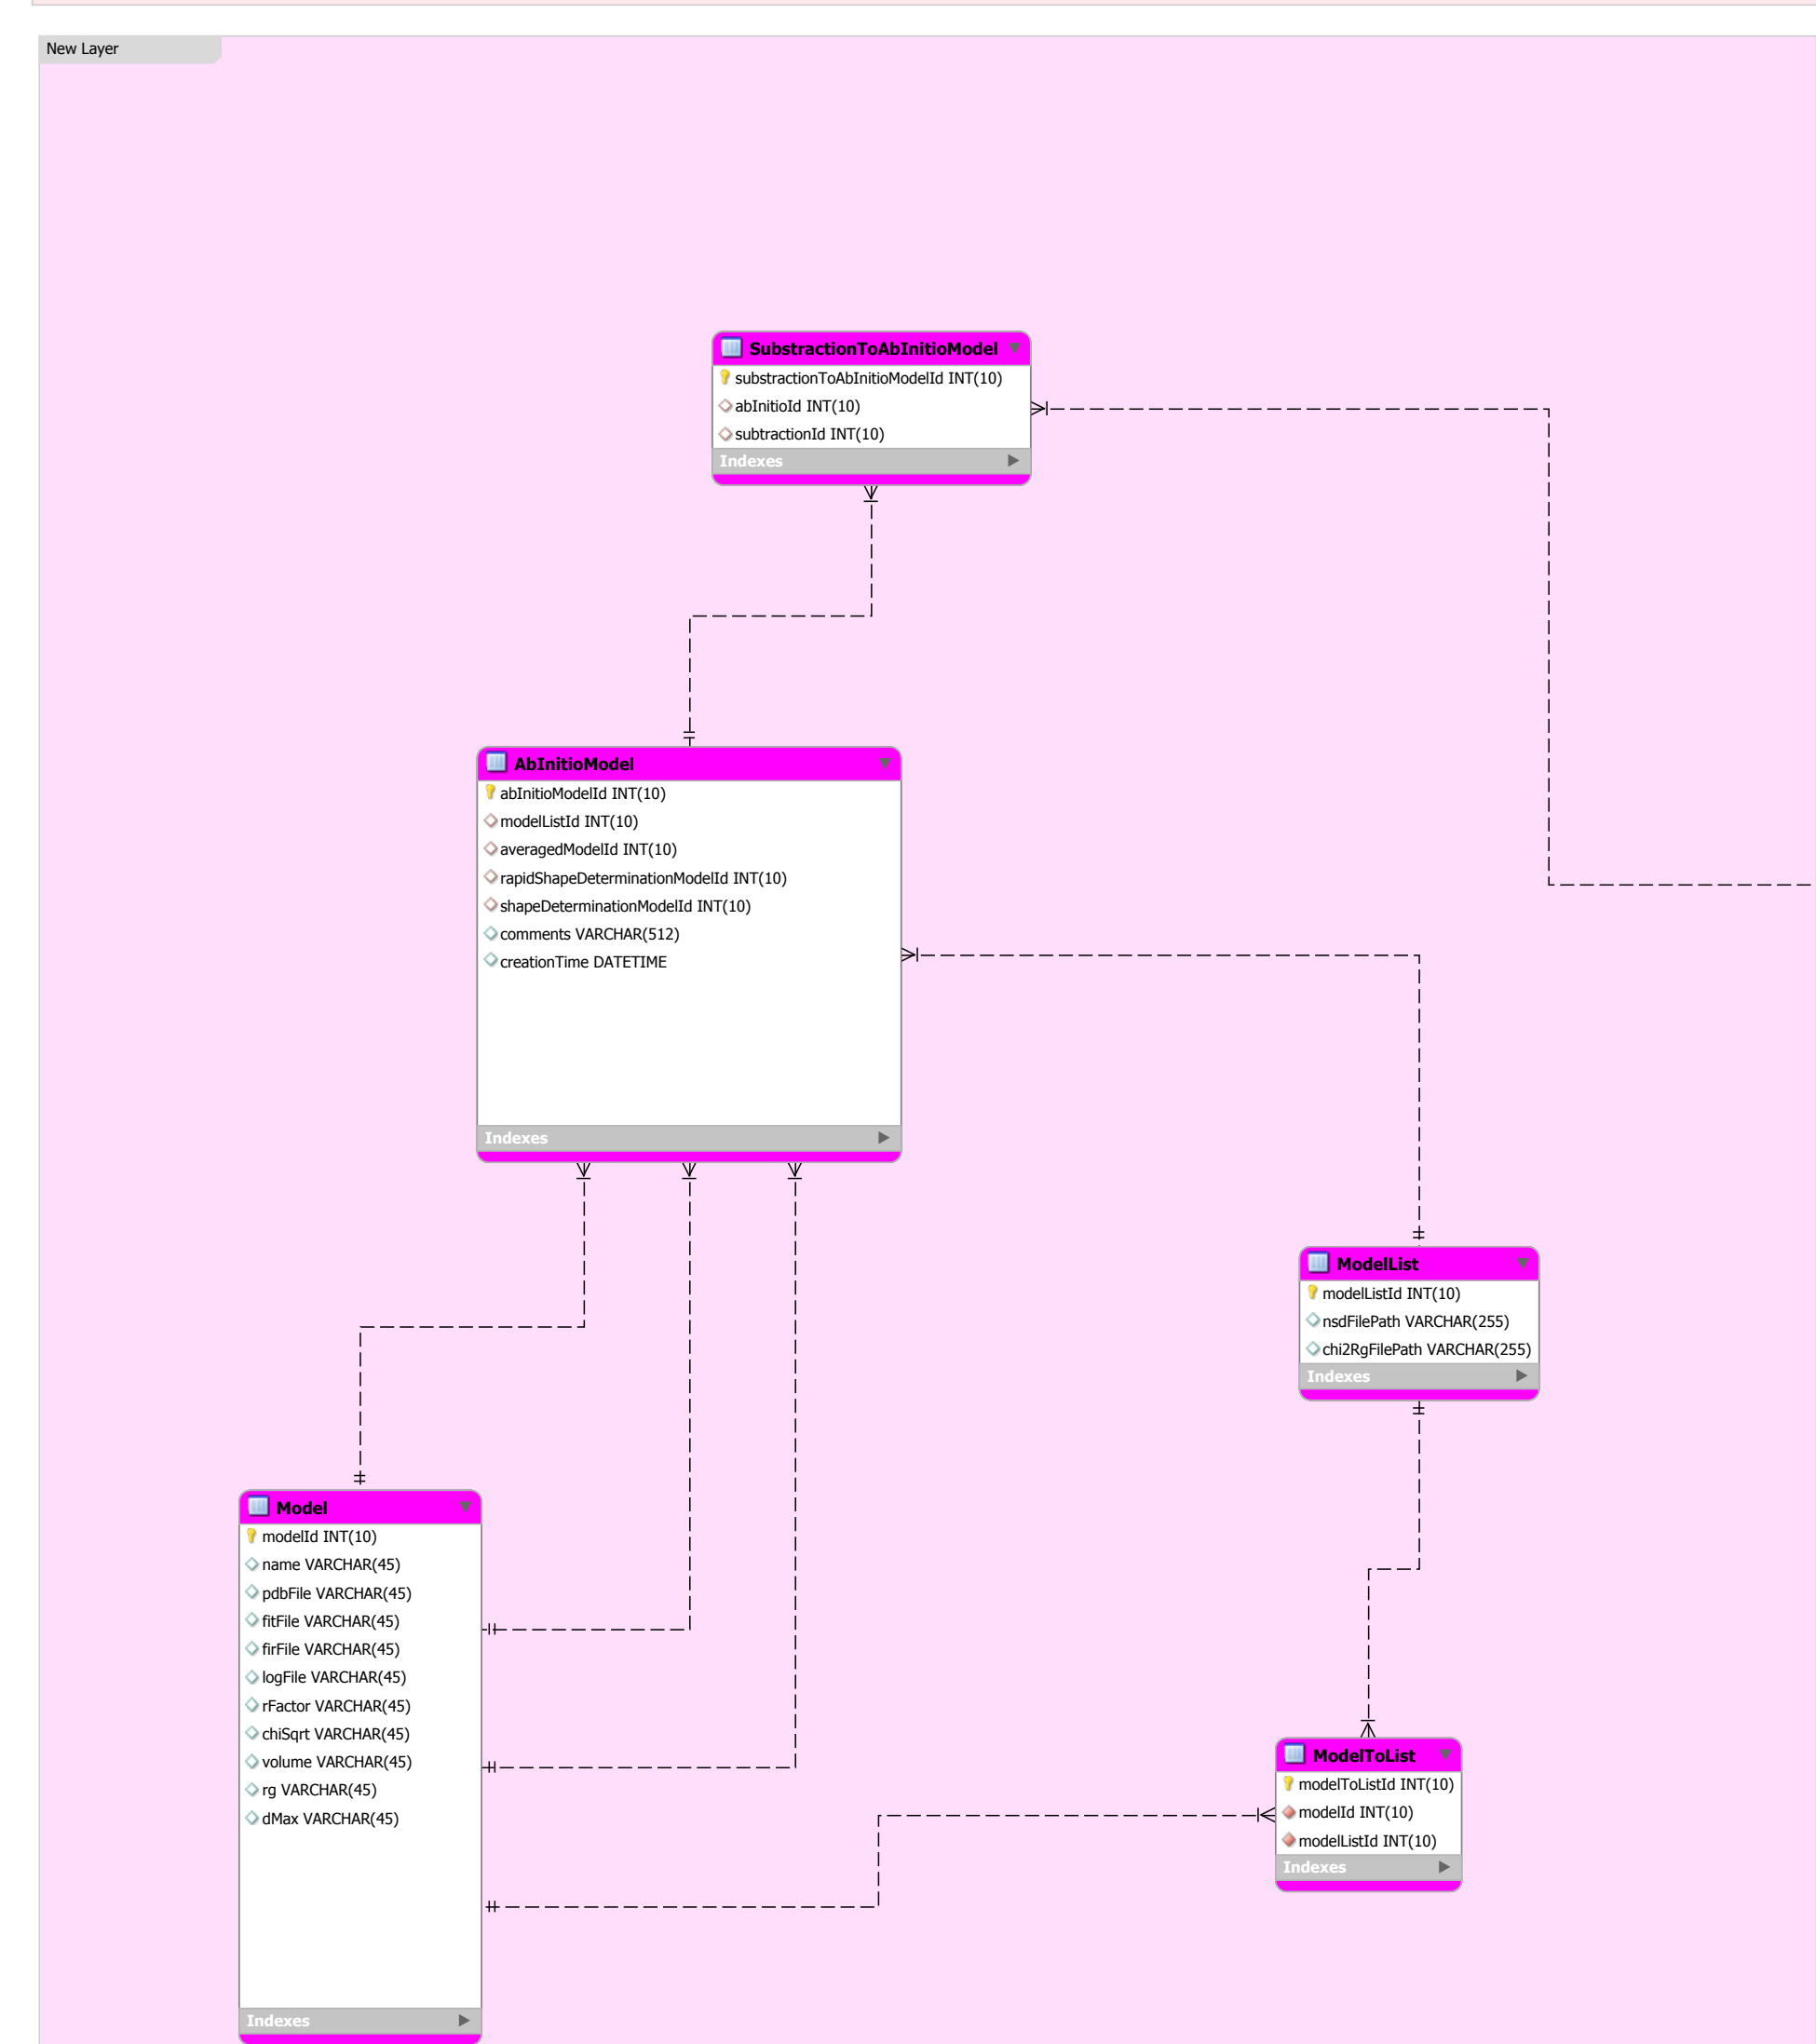 New Layer
SubstractionToAbInitioModel
substractionToAbInitioModelId INT(10)
abInitioId INT(10)
subtractionId INT(10)
Indexes
AbInitioModel
abInitioModelId INT(10)
modelListId INT(10)
averagedModelId INT(10)
rapidShapeDeterminationModelId INT(10)
shapeDeterminationModelId INT(10)
comments VARCHAR(512)
creationTime DATETIME
Indexes
ModelList
modelListId INT(10)
nsdFilePath VARCHAR(255)
chi2RgFilePath VARCHAR(255)
Indexes
Model
modelId INT(10)
name VARCHAR(45)
pdbFile VARCHAR(45)
fitFile VARCHAR(45)
firFile VARCHAR(45)
logFile VARCHAR(45)
rFactor VARCHAR(45)
chiSqrt VARCHAR(45)
volume VARCHAR(45)
rg VARCHAR(45)
dMax VARCHAR(45)
Indexes
ModelToList
modelToListId INT(10)
modelId INT(10)
modelListId INT(10)
Indexes